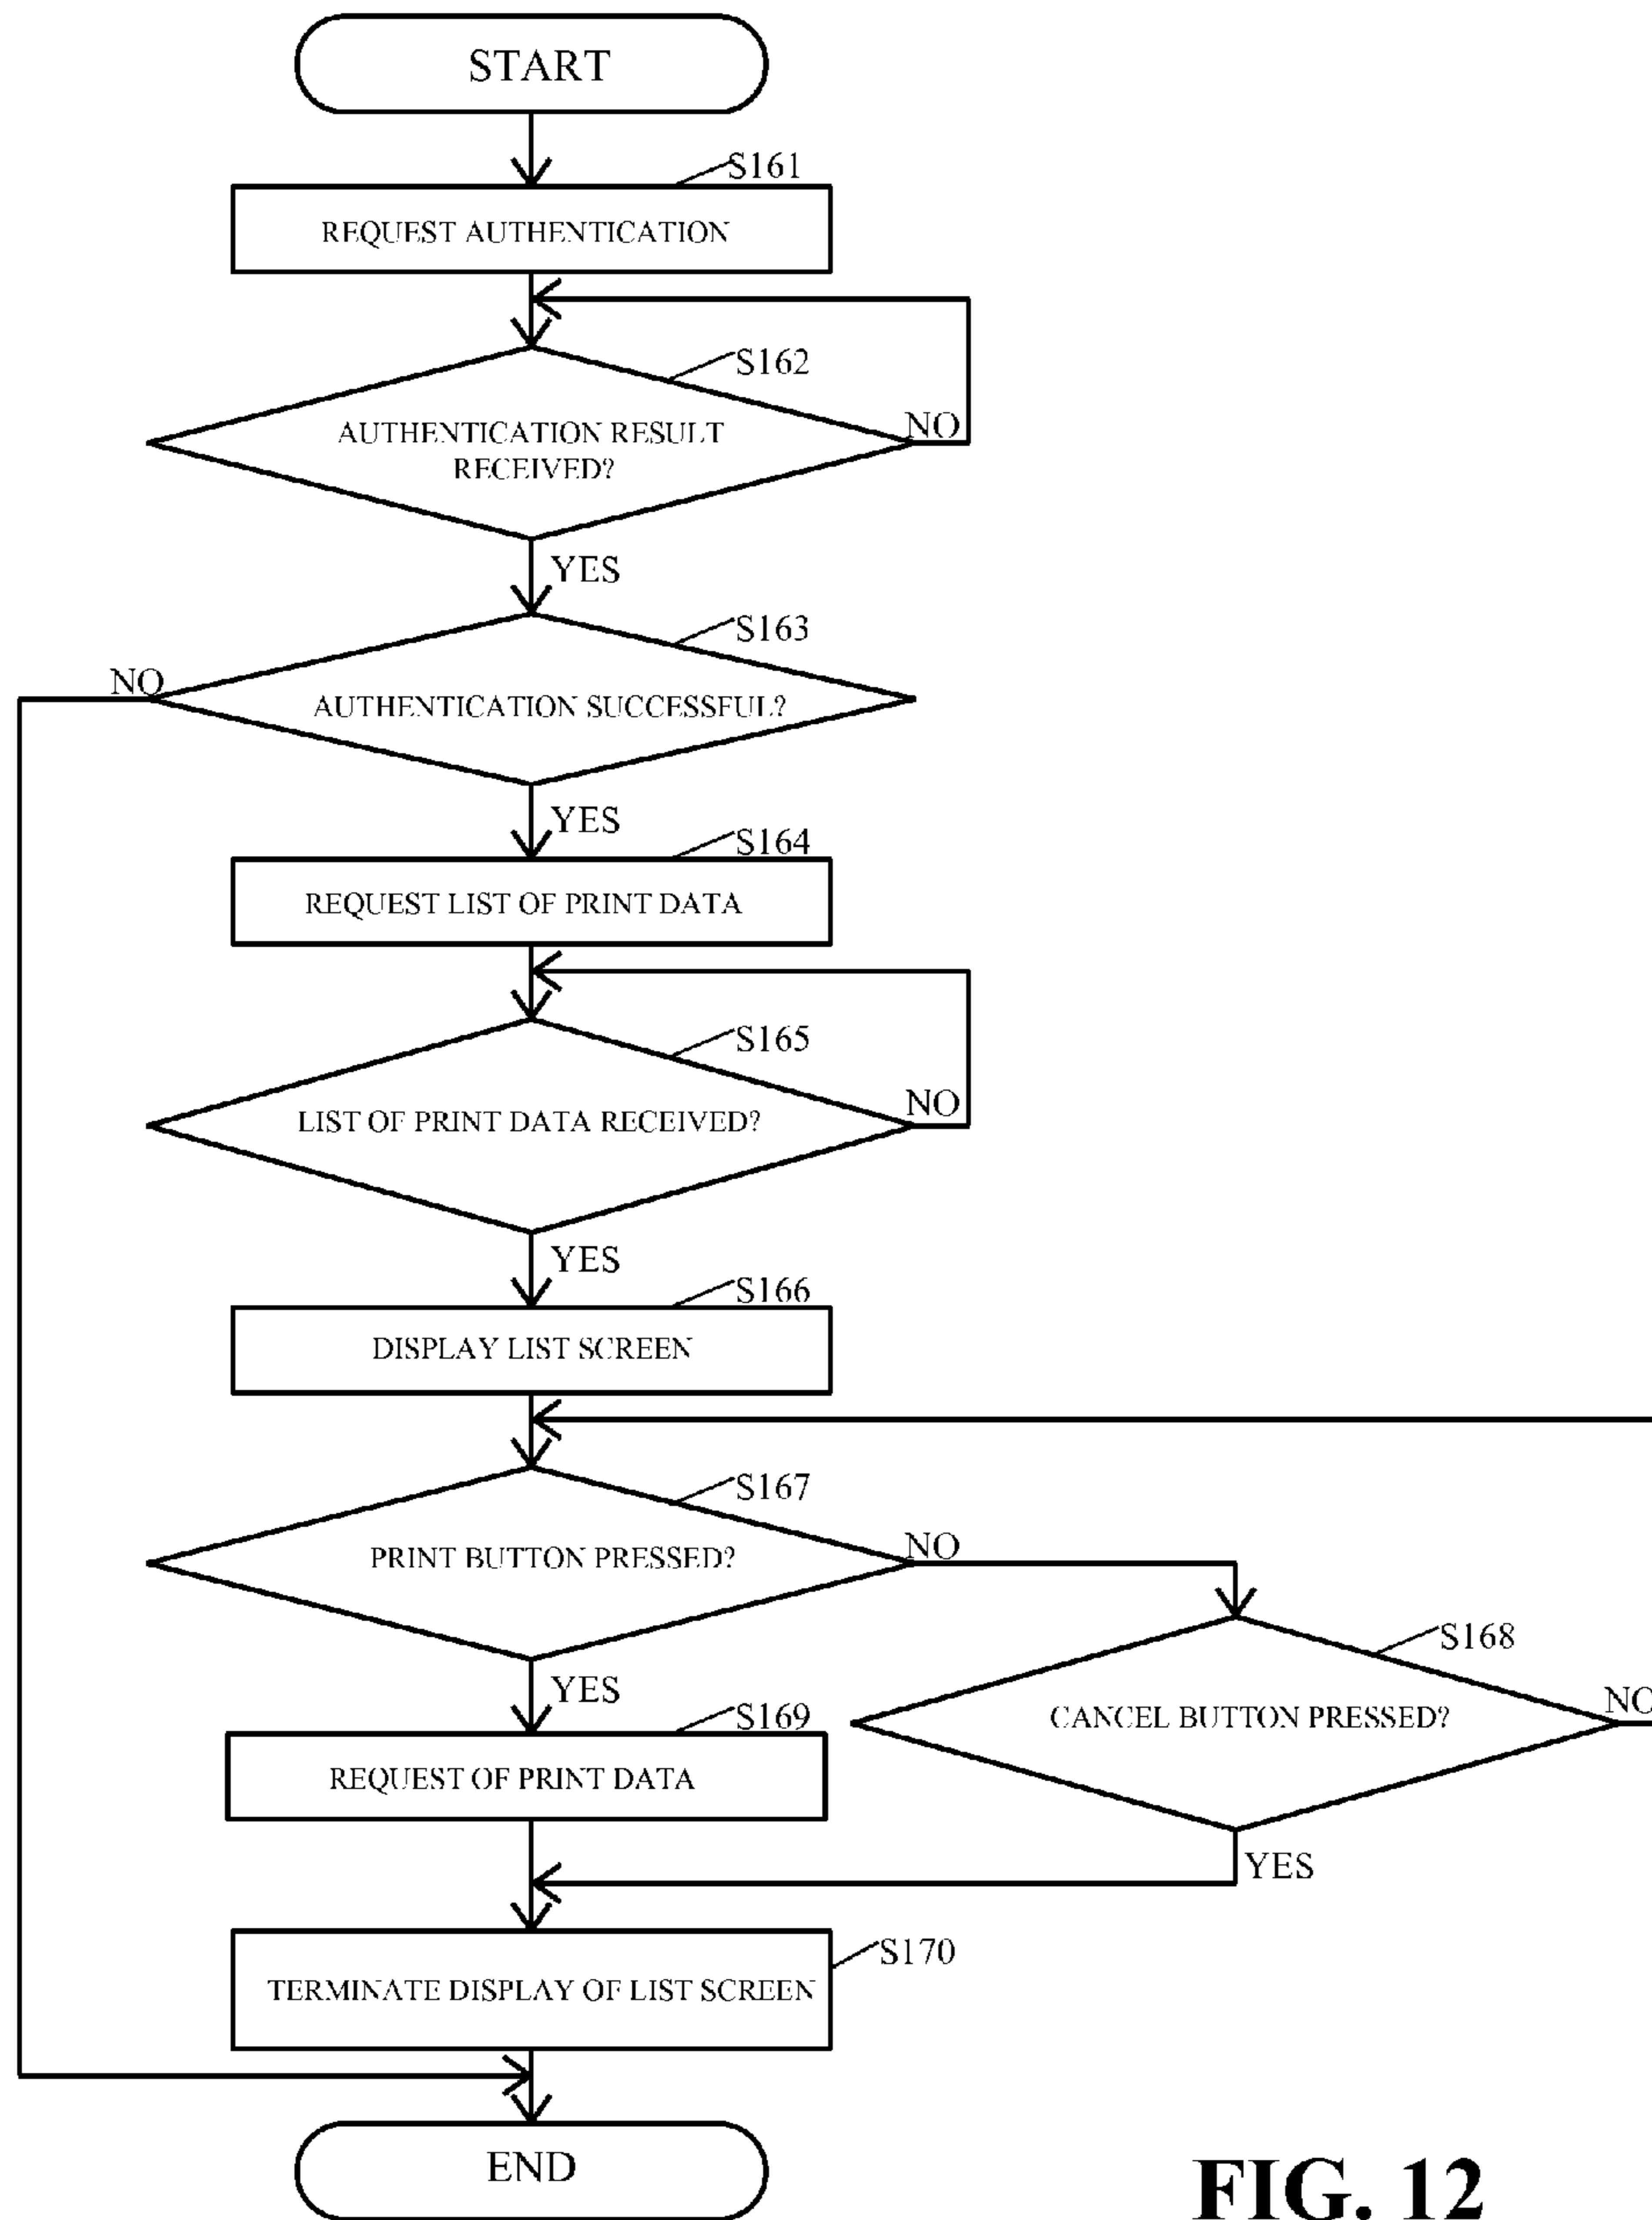 START
S161
REQUEST AUTHENTICATION
S162
AUTHENTICATION RESULT
RECEIVED?
NO
YES
S163
NO
AUTHENTICATION SUCCESSFUL?
YES
S164
REQUEST LIST OF PRINT DATA
S165
LIST OF PRINT DATA RECEIVED?
NO
YES
S166
DISPLAY LIST SCREEN
S167
PRINT BUTTON PRESSED?
NO
S168
CANCEL BUTTON PRESSED?
NO
YES
YES
S169
REQUEST OF PRINT DATA
S170
TERMINATE DISPLAY OF LIST SCREEN
END
FIG. 12